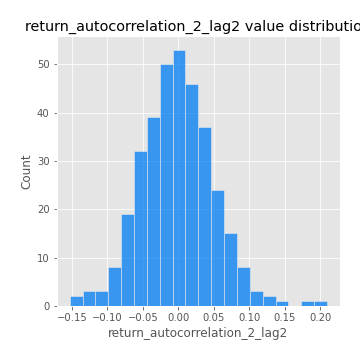 return_autocorrelation_2_lag2 value distributio
50
40
30
20
10
0
Count
−0.15 −0.10 −0.05 0.00 0.05 0.10 0.15 0.20
return_autocorrelation_2_lag2